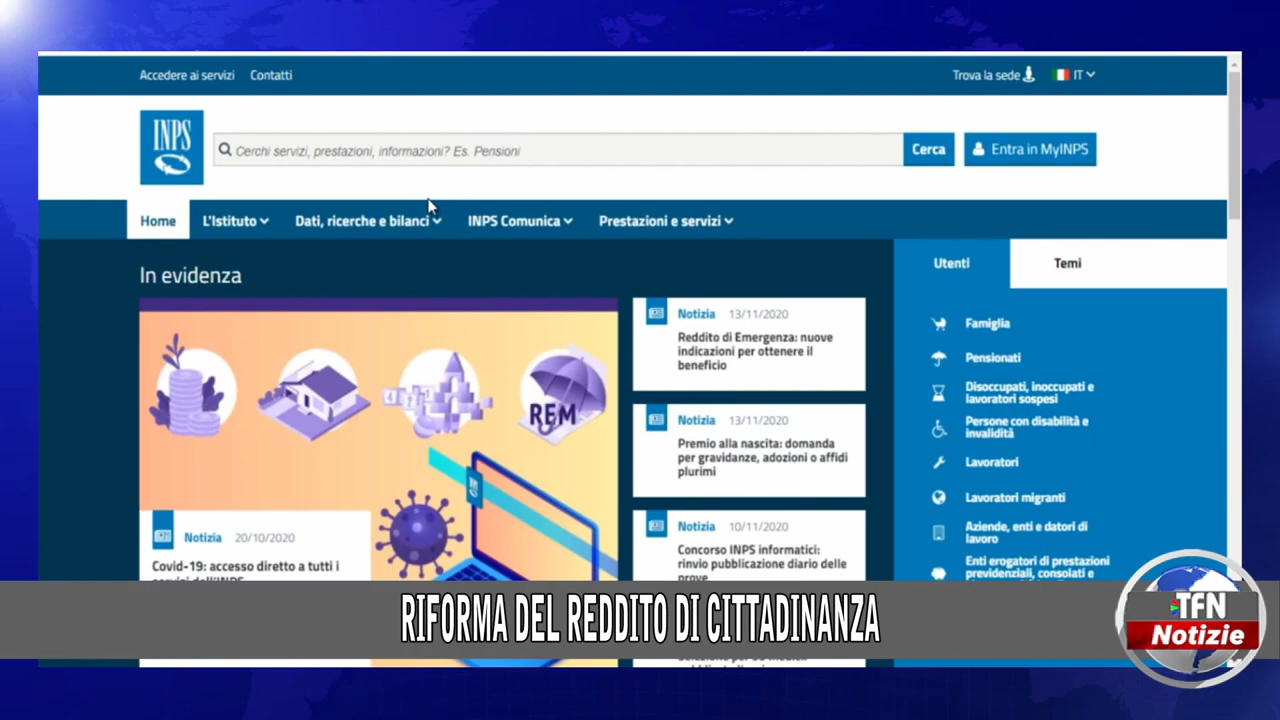 Accedere ai servizi Contatti
Trova la sede IT
INPS
Cerchi servizi, prestazioni, informazioni? Es. Pensioni
Cerca
Entra in MyINPS
Home L'Istituto Dati, ricerche e bilanci INPS Comunica Prestazioni e servizi
In evidenza
REM
Notizia 20/10/2020
Covid-19: accesso diretto a tutti i
servizi dell'INPS
Notizia 13/11/2020
Reddito di Emergenza: nuove
indicazioni per ottenere il
beneficio
Notizia 13/11/2020
Premio alla nascita: domanda
per gravidanze, adozioni o affidi
plurimi
Notizia 10/11/2020
Concorso INPS informatici:
rinvio pubblicazione diario delle
prove
Utenti Temi
Famiglia
Pensionati
Disoccupati, inoccupati e
lavoratori sospesi
Persone con disabilità e
invalidità
Lavoratori
Lavoratori migranti
Aziende, enti e datori di
lavoro
Enti erogatori di prestazioni
previdenziali, consolati e
RIFORMA DEL REDDITO DI CITTADINANZA
TFN
Notizie